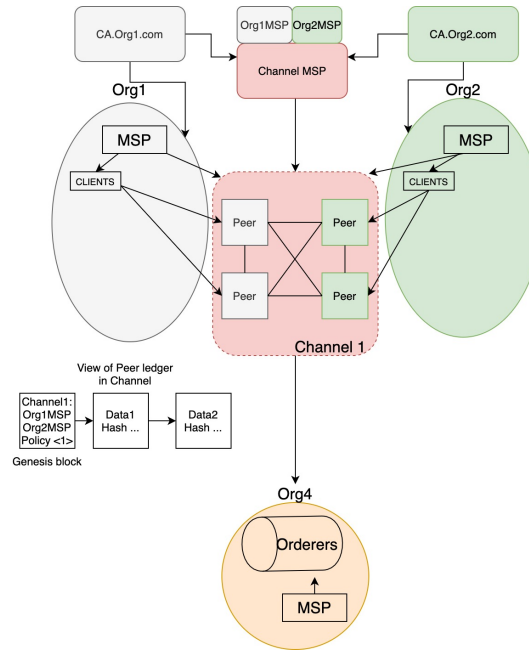 CA.Org1.com
Org1MSP
Org2MSP
CA.Org2.com
Channel MSP
Org1
Org2
MSP
MSP
CLIENTS
CLIENTS
Peer
Peer
Peer
Peer
Channel 1
View of Peer ledger
in Channel
Channel1:
Org1MSP
Org2MSP
Policy <1>
Data1
Hash ...
Data2
Hash ...
Genesis block
Org4
Orderers
MSP